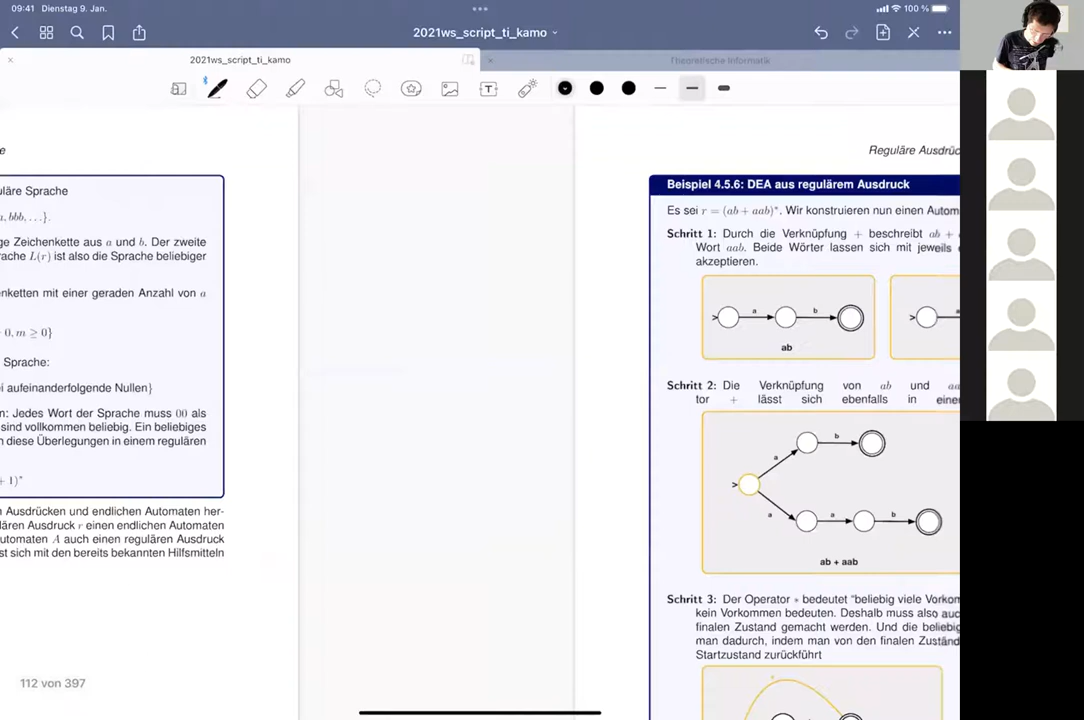 09:41 Dienstag 9. Jan.
100 %
2021ws_script_ti_kamo
2021ws_script_ti_kamo
Theoretische Informatik
e
uläre Sprache
a, bbb, . . .}.
ge Zeichenkette aus a und b. Der zweite
rache L(r) ist also die Sprache beliebiger
nketten mit einer geraden Anzahl von a
0, m ≥ 0}
Sprache:
ei aufeinanderfolgende Nullen}
n: Jedes Wort der Sprache muss 00 als
sind vollkommen beliebig. Ein beliebiges
n diese Überlegungen in einem regulären
+ 1)*
n Ausdrücken und endlichen Automaten her-
lären Ausdruck r einen endlichen Automaten
utomaten A auch einen regulären Ausdruck
st sich mit den bereits bekannten Hilfsmitteln
112 von 397
Reguläre Ausdrüc
Beispiel 4.5.6: DEA aus regulärem Ausdruck
Es sei r = (ab + aab)*. Wir konstruieren nun einen Autom
Schritt 1: Durch die Verknüpfung + beschreibt ab +
Wort aab. Beide Wörter lassen sich mit jeweils e
akzeptieren.
> a b > a
ab
Schritt 2: Die Verknüpfung von ab und aa
tor + lässt sich ebenfalls in einer
b
a
>
a a b
ab + aab
Schritt 3: Der Operator * bedeutet "beliebig viele Vorkom
kein Vorkommen bedeuten. Deshalb muss also auc
finalen Zustand gemacht werden. Und die beliebig
man dadurch, indem man von den finalen Zuständ
Startzustand zurückführt